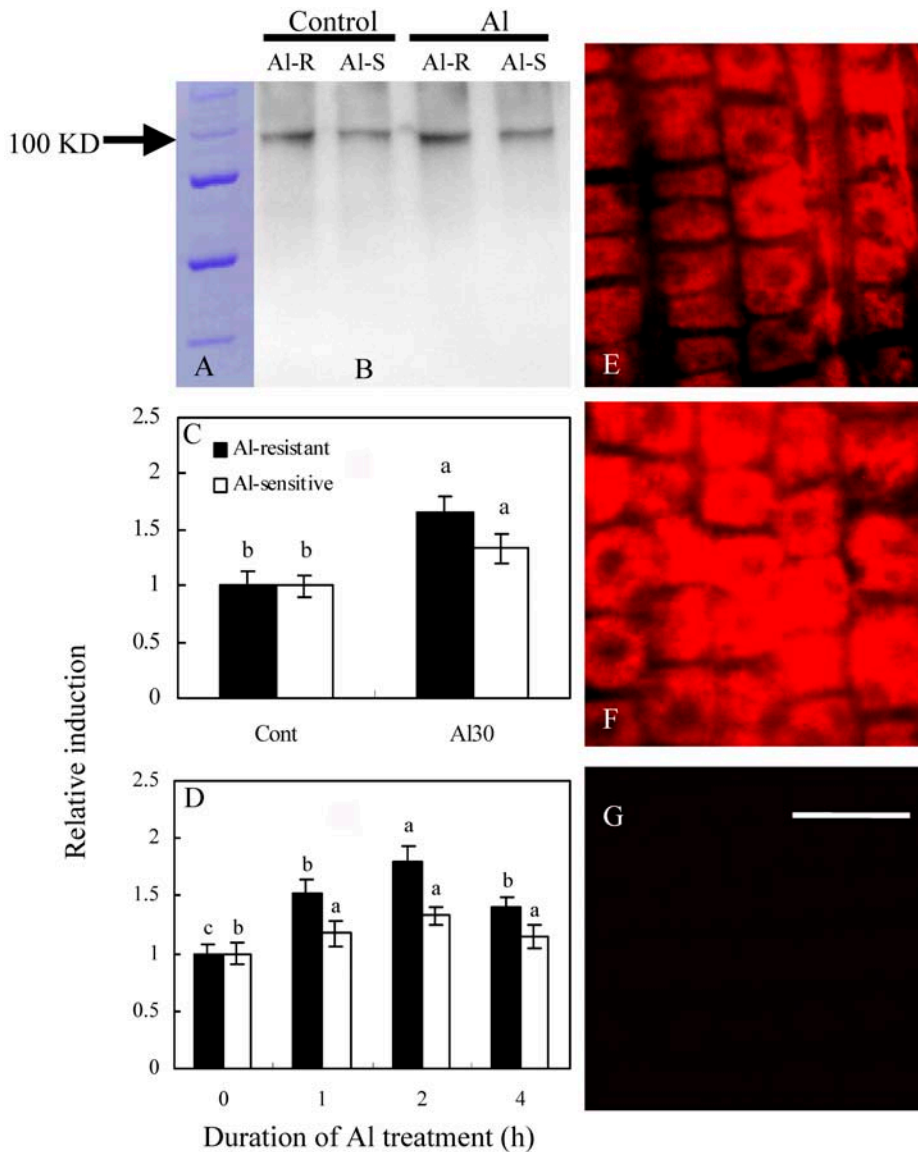 Control Al
Al-R Al-S Al-R Al-S
100 KD
A
B
E
2.5
C
2
1.5
1
0.5
0
Al-resistant
Al-sensitive
b b a a
Cont Al30
F
Relative induction
2.5
D
2
1.5
1
0.5
0
c b b a a a b a
0 1 2 4
Duration of Al treatment (h)
G